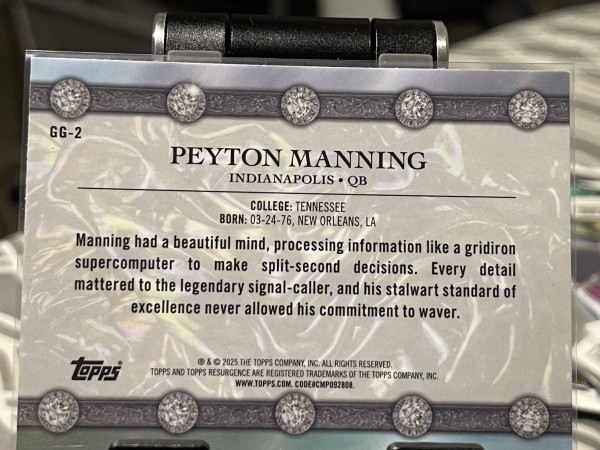 GG-2
PEYTON MANNING
INDIANAPOLIS • QB
COLLEGE: TENNESSEE
BORN: 03-24-76, NEW ORLEANS, LA
Manning had a beautiful mind, processing information like a gridiron
supercomputer to make split-second decisions. Every detail
mattered to the legendary signal-caller, and his stalwart standard of
excellence never allowed his commitment to waver.
Topps
® & © 2025 THE TOPPS COMPANY, INC. ALL RIGHTS RESERVED.
TOPPS AND TOPPS RESURGENCE ARE REGISTERED TRADEMARKS OF THE TOPPS COMPANY, INC.
WWW.TOPPS.COM. CODE#CMP092808.